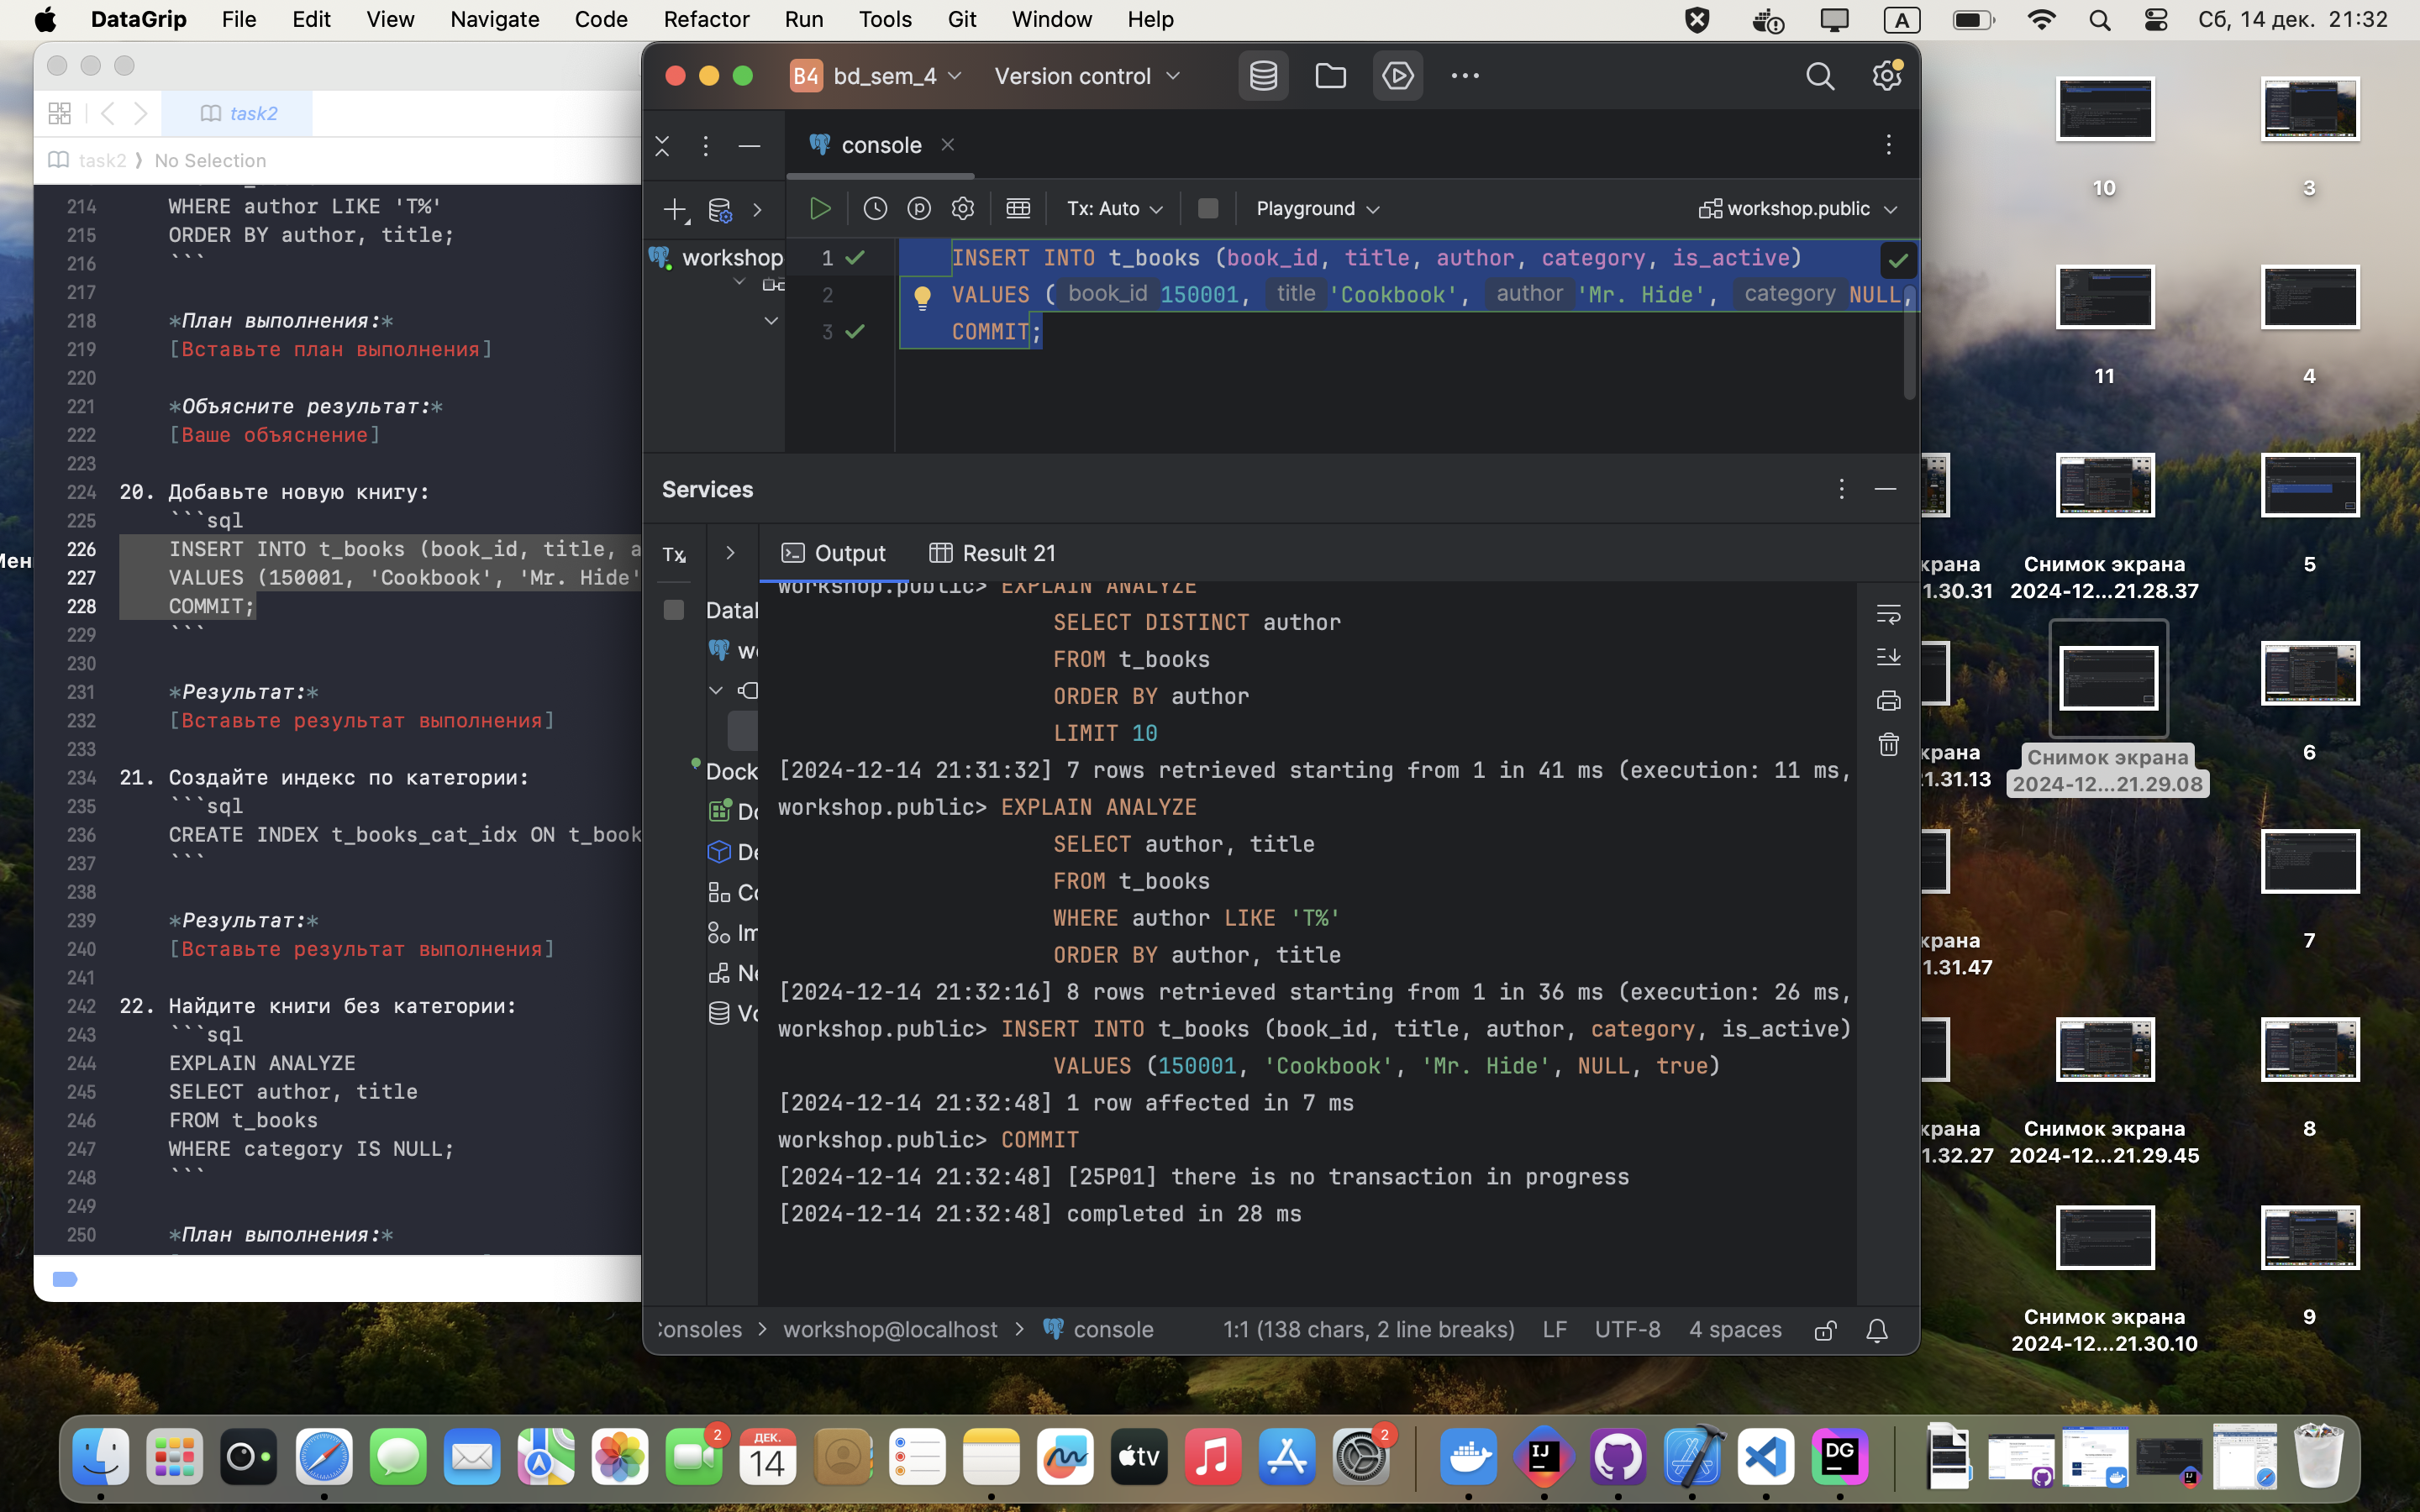 DataGrip File Edit View Navigate Code Refactor Run Tools Git Window Help
A
Сб, 14 дек. 21:32
task2
task2 No Selection
214 WHERE author LIKE 'T%'
215 ORDER BY author, title;
216 ```
217
218 *План выполнения:*
219 [Вставьте план выполнения]
220
221 *Объясните результат:*
222 [Ваше объяснение]
223
224 20. Добавьте новую книгу:
225 ```sql
226 INSERT INTO t_books (book_id, title, a
227 VALUES (150001, 'Cookbook', 'Mr. Hide'
228 COMMIT;
229 ```
230
231 *Результат:*
232 [Вставьте результат выполнения]
233
234 21. Создайте индекс по категории:
235 ```sql
236 CREATE INDEX t_books_cat_idx ON t_book
237 ```
238
239 *Результат:*
240 [Вставьте результат выполнения]
241
242 22. Найдите книги без категории:
243 ```sql
244 EXPLAIN ANALYZE
245 SELECT author, title
246 FROM t_books
247 WHERE category IS NULL;
248 ```
249
250 *План выполнения:*
B4 bd_sem_4 Version control
console
Tx: Auto Playground workshop.public
workshop
1 INSERT INTO t_books (book_id, title, author, category, is_active)
2 VALUES ( book_id 150001, title 'Cookbook', author 'Mr. Hide', category NULL,
3 COMMIT;
Services
Tx
Output Result 21
workshop.public> EXPLAIN ANALYZE
SELECT DISTINCT author
FROM t_books
ORDER BY author
LIMIT 10
[2024-12-14 21:31:32] 7 rows retrieved starting from 1 in 41 ms (execution: 11 ms,
workshop.public> EXPLAIN ANALYZE
SELECT author, title
FROM t_books
WHERE author LIKE 'T%'
ORDER BY author, title
[2024-12-14 21:32:16] 8 rows retrieved starting from 1 in 36 ms (execution: 26 ms,
workshop.public> INSERT INTO t_books (book_id, title, author, category, is_active)
VALUES (150001, 'Cookbook', 'Mr. Hide', NULL, true)
[2024-12-14 21:32:48] 1 row affected in 7 ms
workshop.public> COMMIT
[2024-12-14 21:32:48] [25P01] there is no transaction in progress
[2024-12-14 21:32:48] completed in 28 ms
Datal
Dock
workshop@localhost console
1:1 (138 chars, 2 line breaks) LF UTF-8 4 spaces
10
3
11
4
крана
1.30.31
Снимок экрана
2024-12...21.28.37
5
крана
1.31.13
Снимок экрана
2024-12...21.29.08
6
крана
1.31.47
7
крана
1.32.27
Снимок экрана
2024-12...21.29.45
8
Снимок экрана
2024-12...21.30.10
9
2
ДЕК.
14
tv
2
IJ
DG